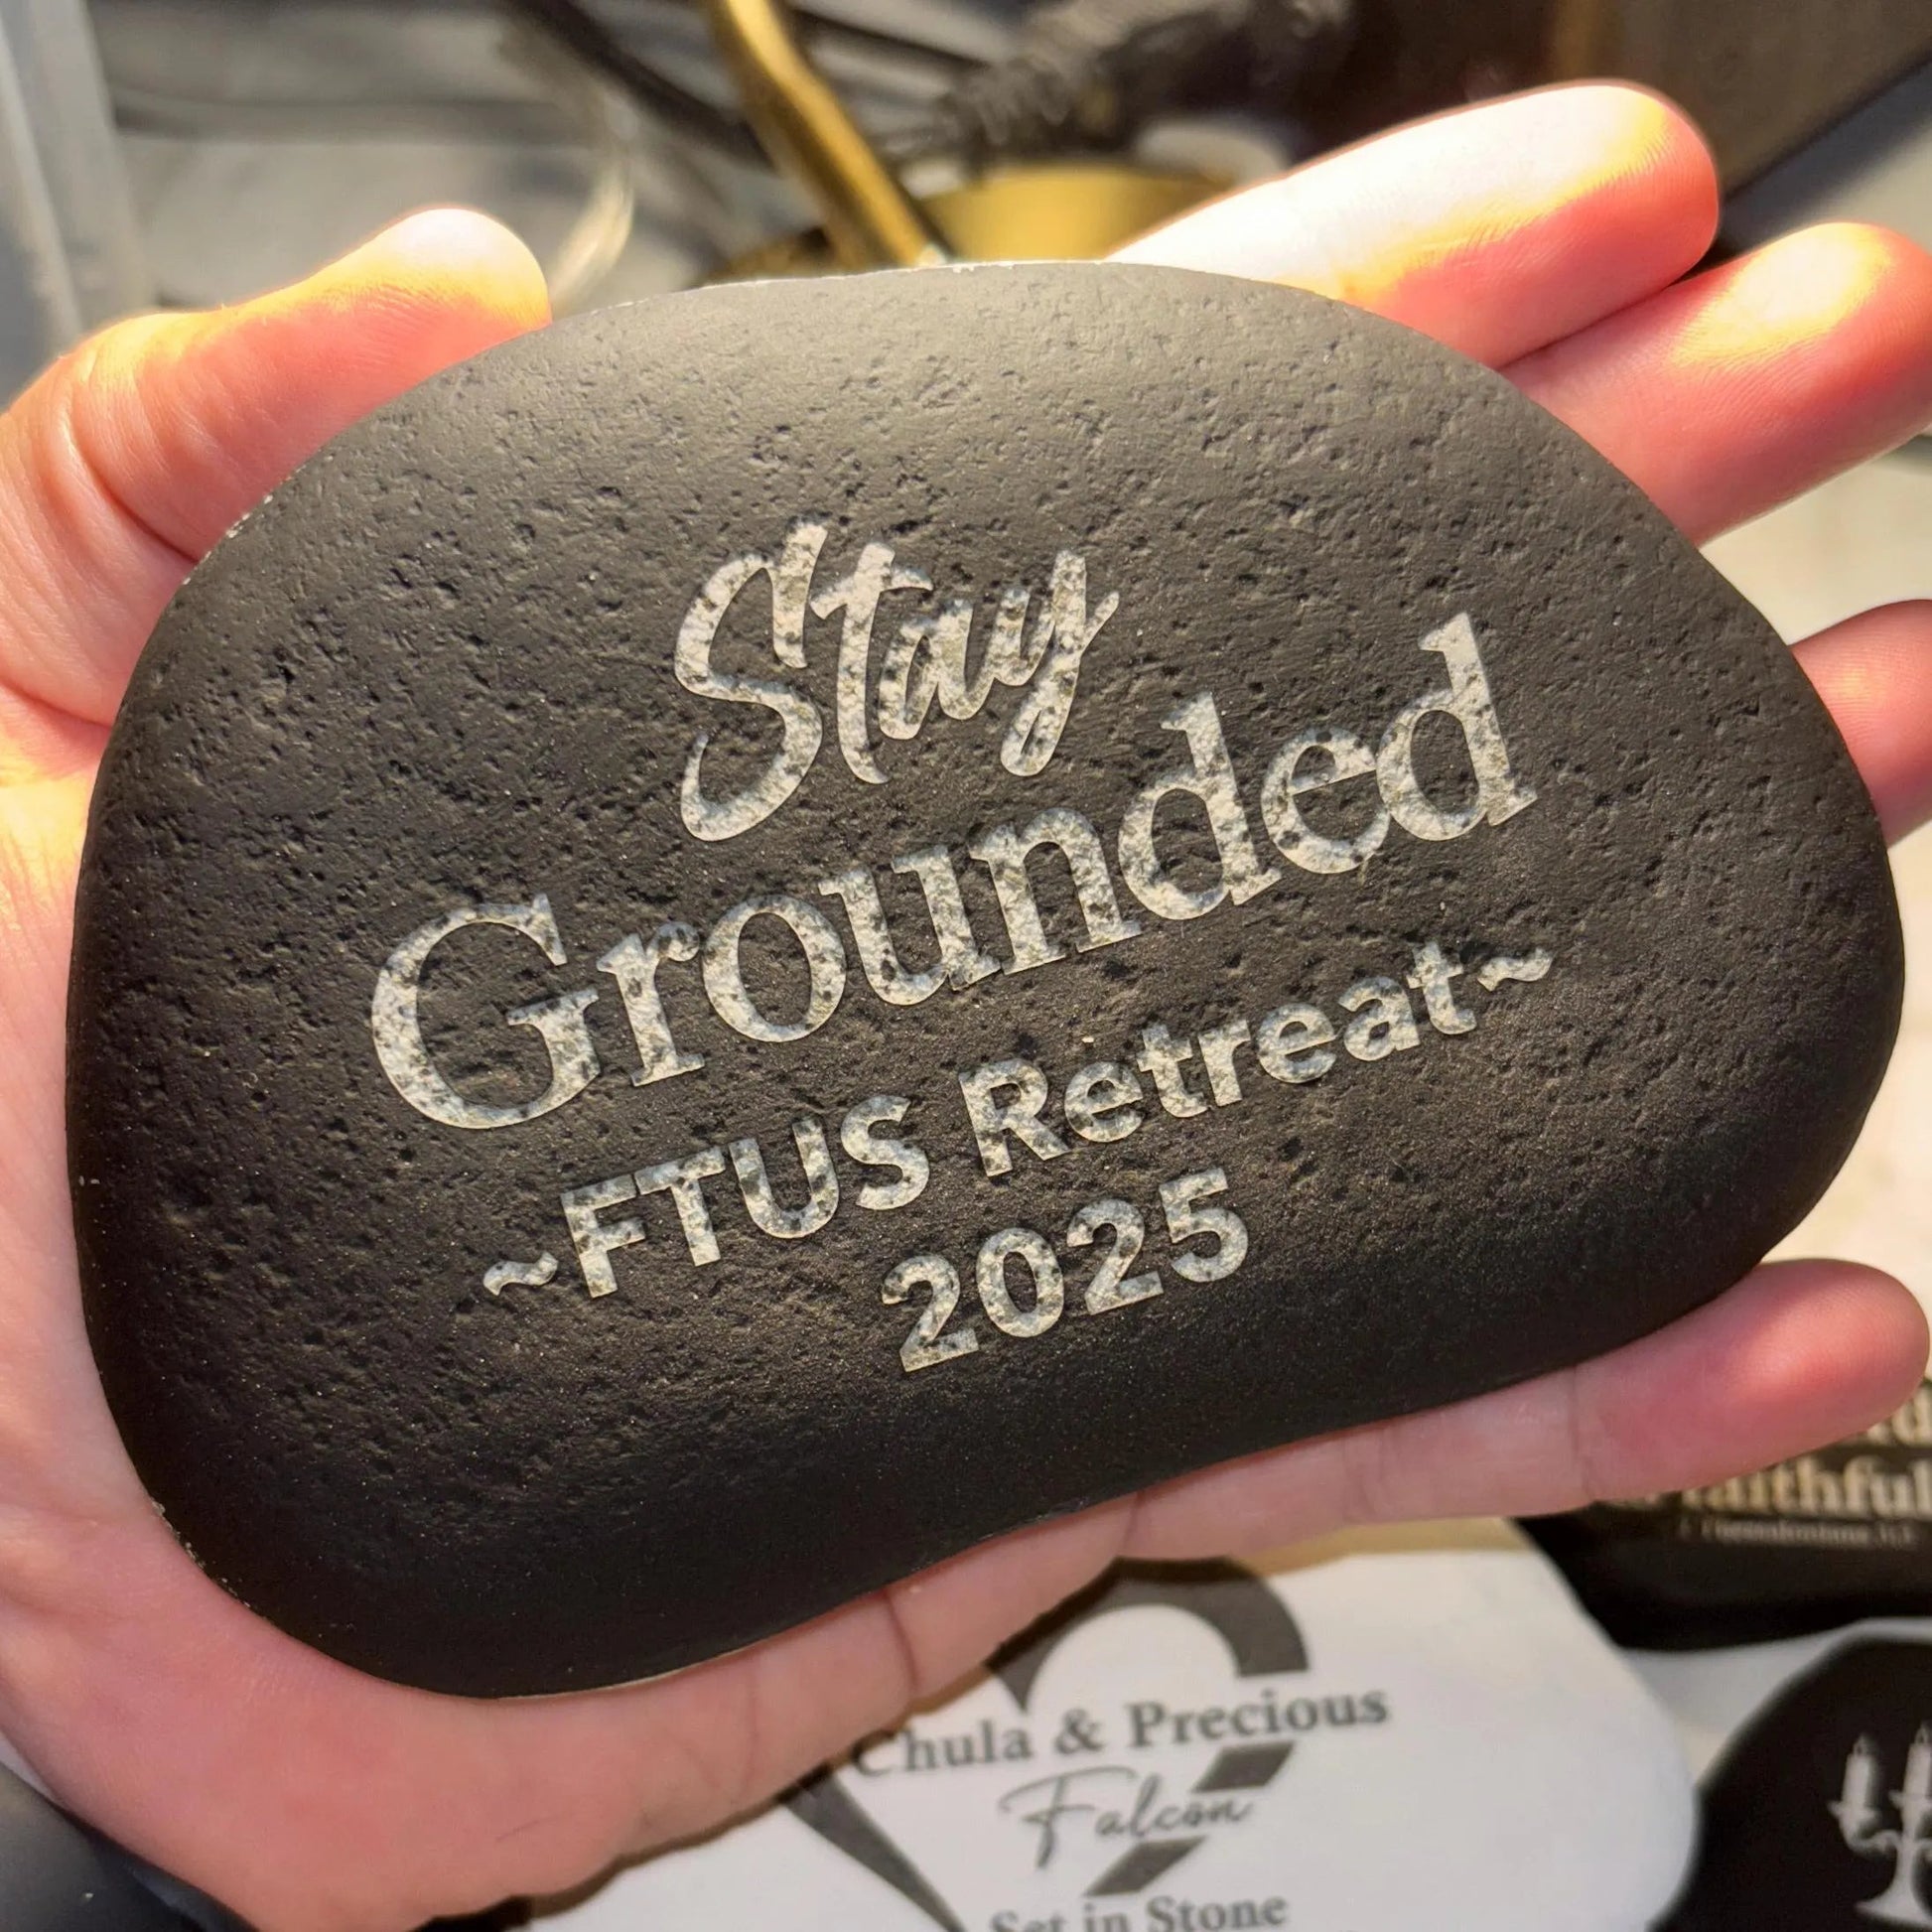 Stay
Grounded
~FTUS Retreat~
2025
faithful
Chula & Precious
Falcon
Set in Stone